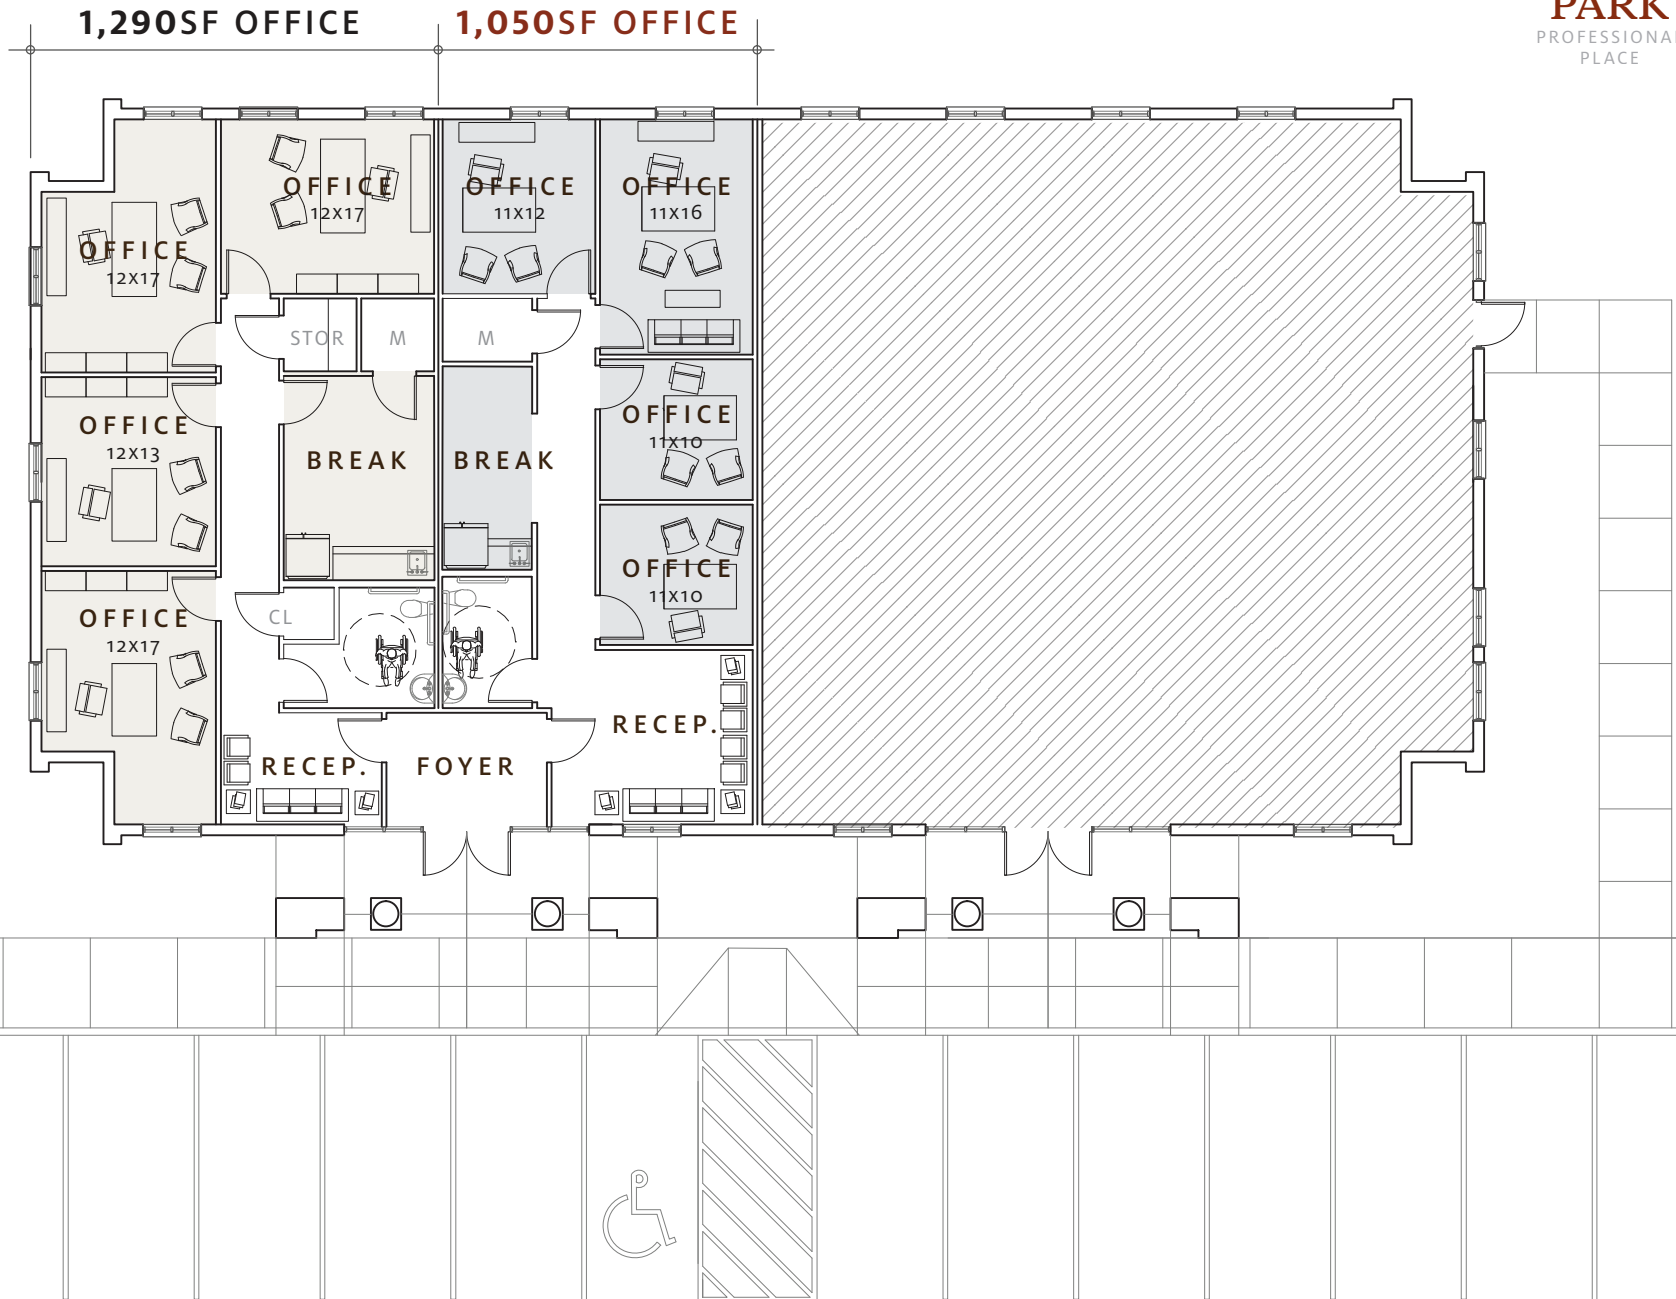 1,290SF OFFICE
1,050SF OFFICE
PARK
PROFESSIONAL
PLACE
OFFICE
12X17
OFFICE
12X17
OFFICE
11X12
OFFICE
11X16
STOR
M
M
OFFICE
12X13
BREAK
BREAK
OFFICE
11X10
OFFICE
11X10
OFFICE
12X17
CL
RECEP.
FOYER
RECEP.